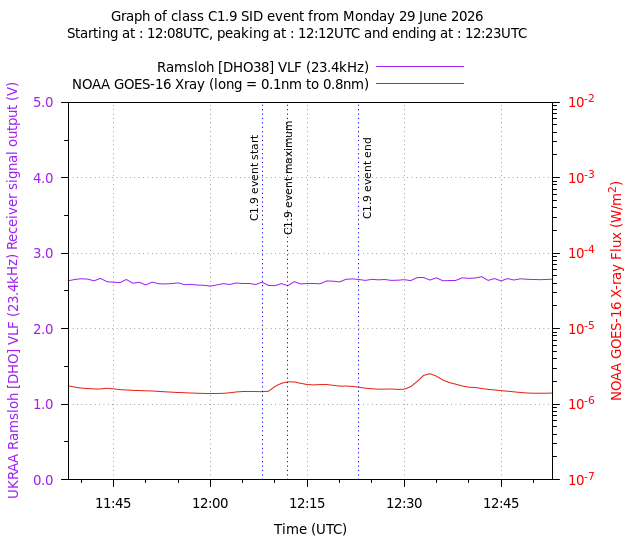 Graph of class C1.9 SID event from Monday 29 June 2026
Starting at : 12:08UTC, peaking at : 12:12UTC and ending at : 12:23UTC
Ramsloh [DHO38] VLF (23.4kHz)
NOAA GOES-16 Xray (long = 0.1nm to 0.8nm)
UKRAA Ramsloh [DHO] VLF (23.4kHz) Receiver signal output (V)
5.0
4.0
3.0
2.0
1.0
0.0
C1.9 event start
C1.9 event maximum
C1.9 event end
10⁻²
10⁻³
10⁻⁴
10⁻⁵
10⁻⁶
10⁻⁷
NOAA GOES-16 X-ray Flux (W/m²)
11:45 12:00 12:15 12:30 12:45
Time (UTC)